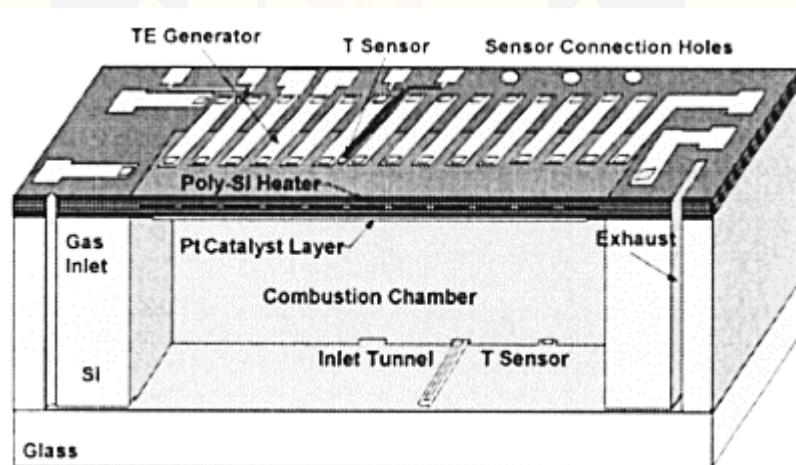 TE Generator
T Sensor
Sensor Connection Holes
Poly-Si Heater
Gas
Inlet
Pt Catalyst Layer
Exhaust
Combustion Chamber
Inlet Tunnel
T Sensor
Si
Glass